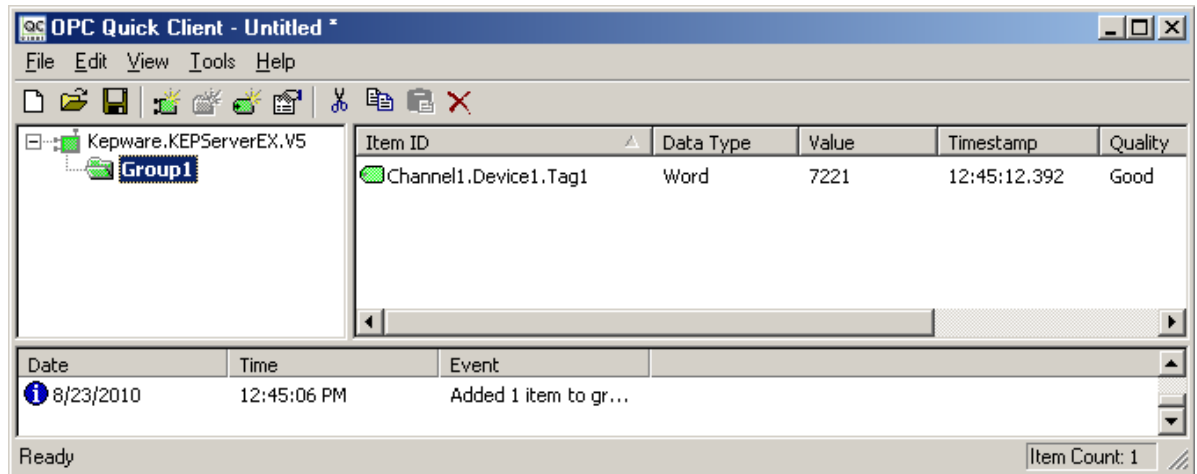 OPC Quick Client - Untitled *
File Edit View Tools Help
Kepware.KEPServerEX.V5
Group1
Item ID Data Type Value Timestamp Quality
Channel1.Device1.Tag1 Word 7221 12:45:12.392 Good
Date Time Event
8/23/2010 12:45:06 PM Added 1 item to gr...
Ready Item Count: 1